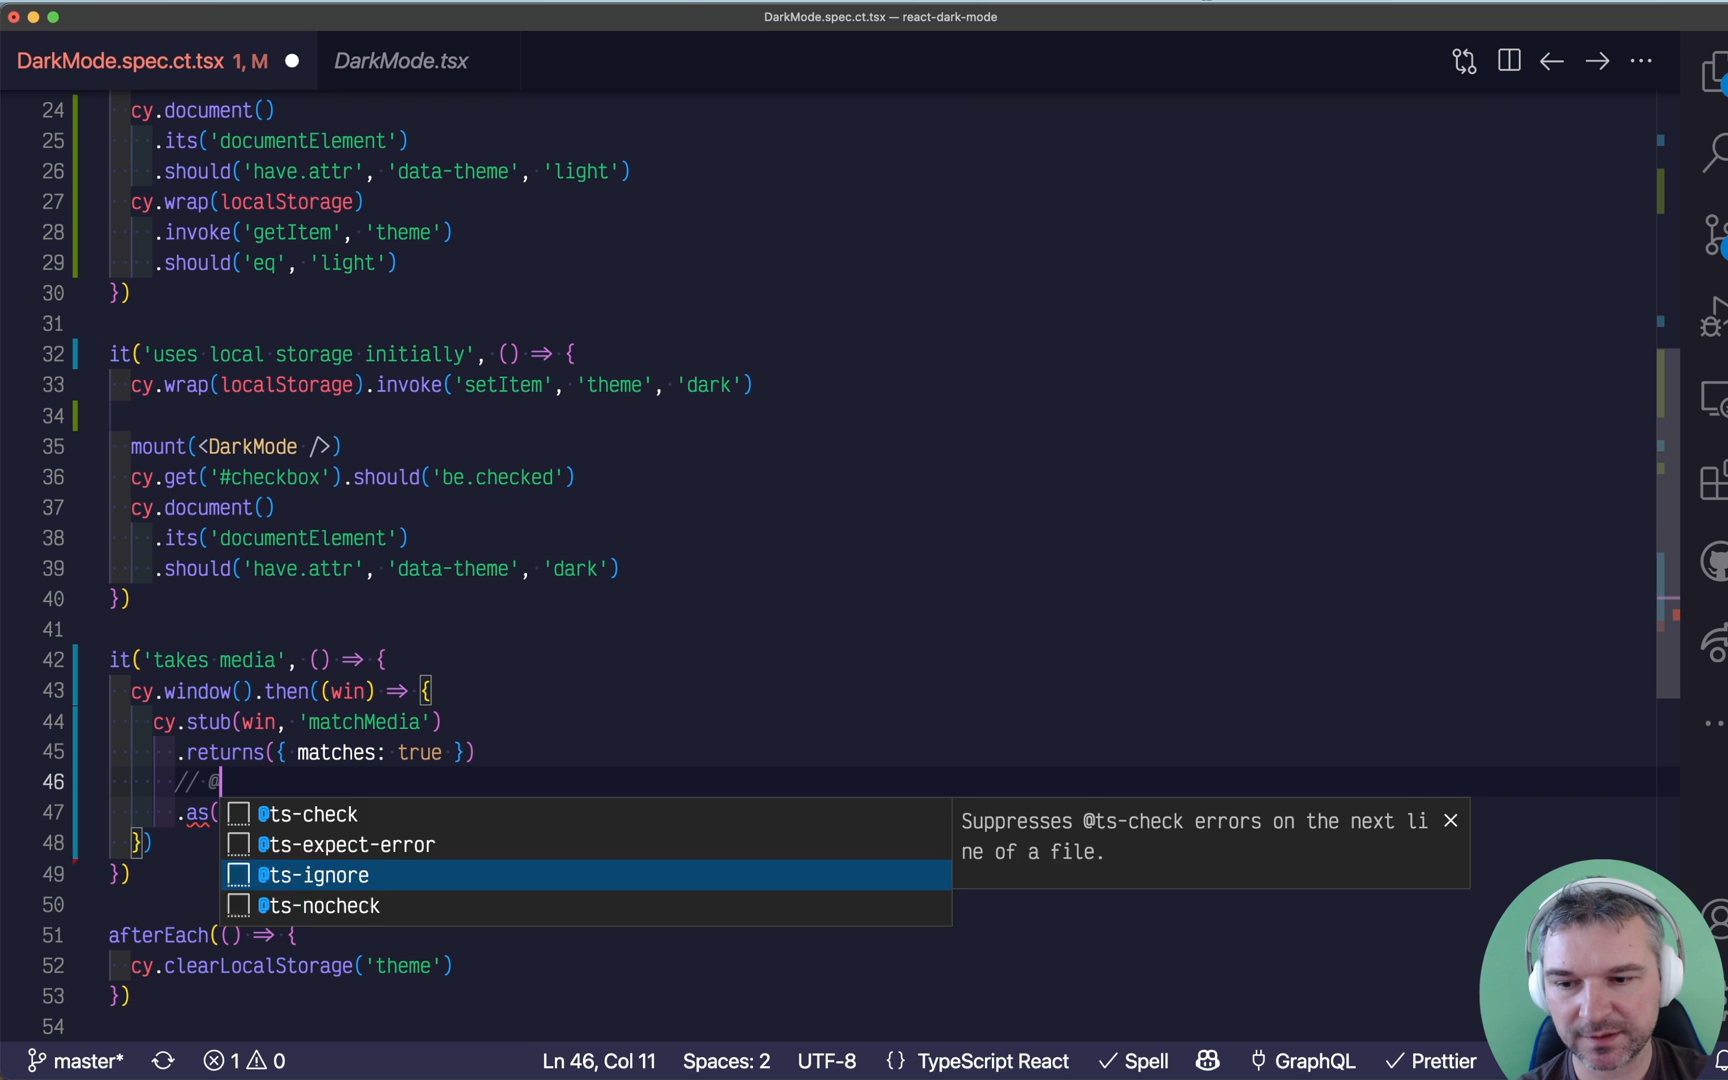 DarkMode.spec.ct.tsx — react-dark-mode
DarkMode.spec.ct.tsx 1, M
DarkMode.tsx
24 cy.document()
25 .its('documentElement')
26 .should('have.attr', 'data-theme', 'light')
27 cy.wrap(localStorage)
28 .invoke('getItem', 'theme')
29 .should('eq', 'light')
30 })
31
32 it('uses local storage initially', () => {
33 cy.wrap(localStorage).invoke('setItem', 'theme', 'dark')
34
35 mount(<DarkMode />)
36 cy.get('#checkbox').should('be.checked')
37 cy.document()
38 .its('documentElement')
39 .should('have.attr', 'data-theme', 'dark')
40 })
41
42 it('takes media', () => {
43 cy.window().then((win) => {
44 cy.stub(win, 'matchMedia')
45 .returns({ matches: true })
46 // @
47 .as(
48 })
49 })
50
51 afterEach(() => {
52 cy.clearLocalStorage('theme')
53 })
54
@ts-check
@ts-expect-error
@ts-ignore
@ts-nocheck
Suppresses @ts-check errors on the next li
ne of a file.
master* 1 0 Ln 46, Col 11 Spaces: 2 UTF-8 {} TypeScript React Spell GraphQL Prettier